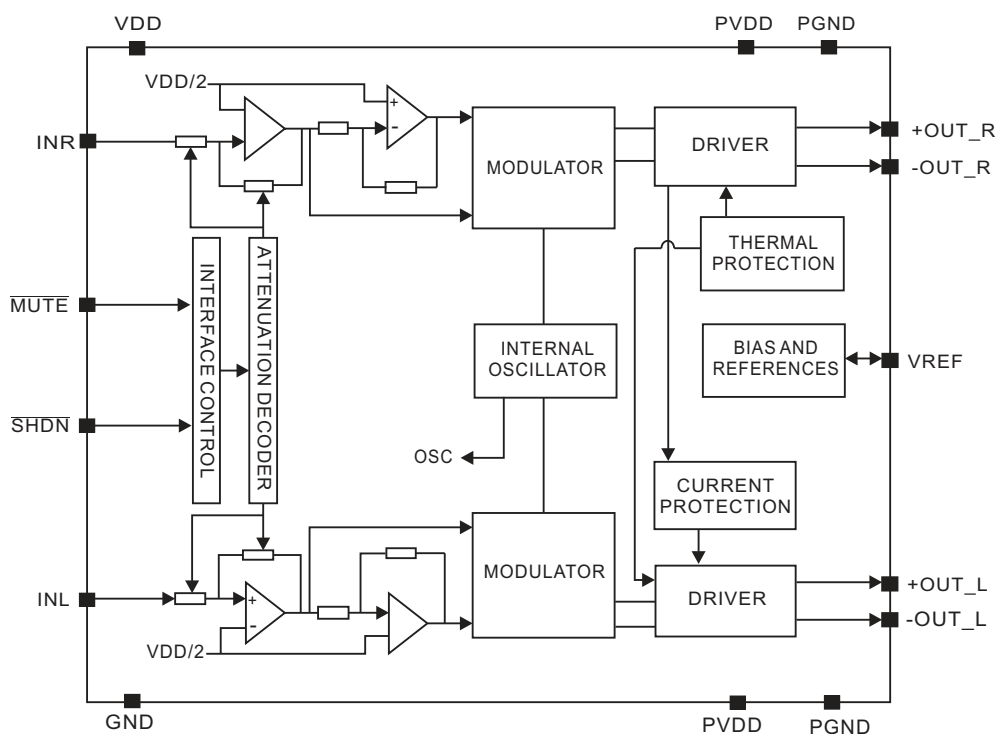 VDD
PVDD
PGND
VDD/2
+
-
INR
MODULATOR
DRIVER
+OUT_R
-OUT_R
THERMAL
PROTECTION
MUTE
INTERFACE CONTROL
ATTENUATION DECODER
INTERNAL
OSCILLATOR
BIAS AND
REFERENCES
VREF
SHDN
OSC
CURRENT
PROTECTION
INL
+
-
MODULATOR
DRIVER
+OUT_L
-OUT_L
VDD/2
GND
PVDD
PGND